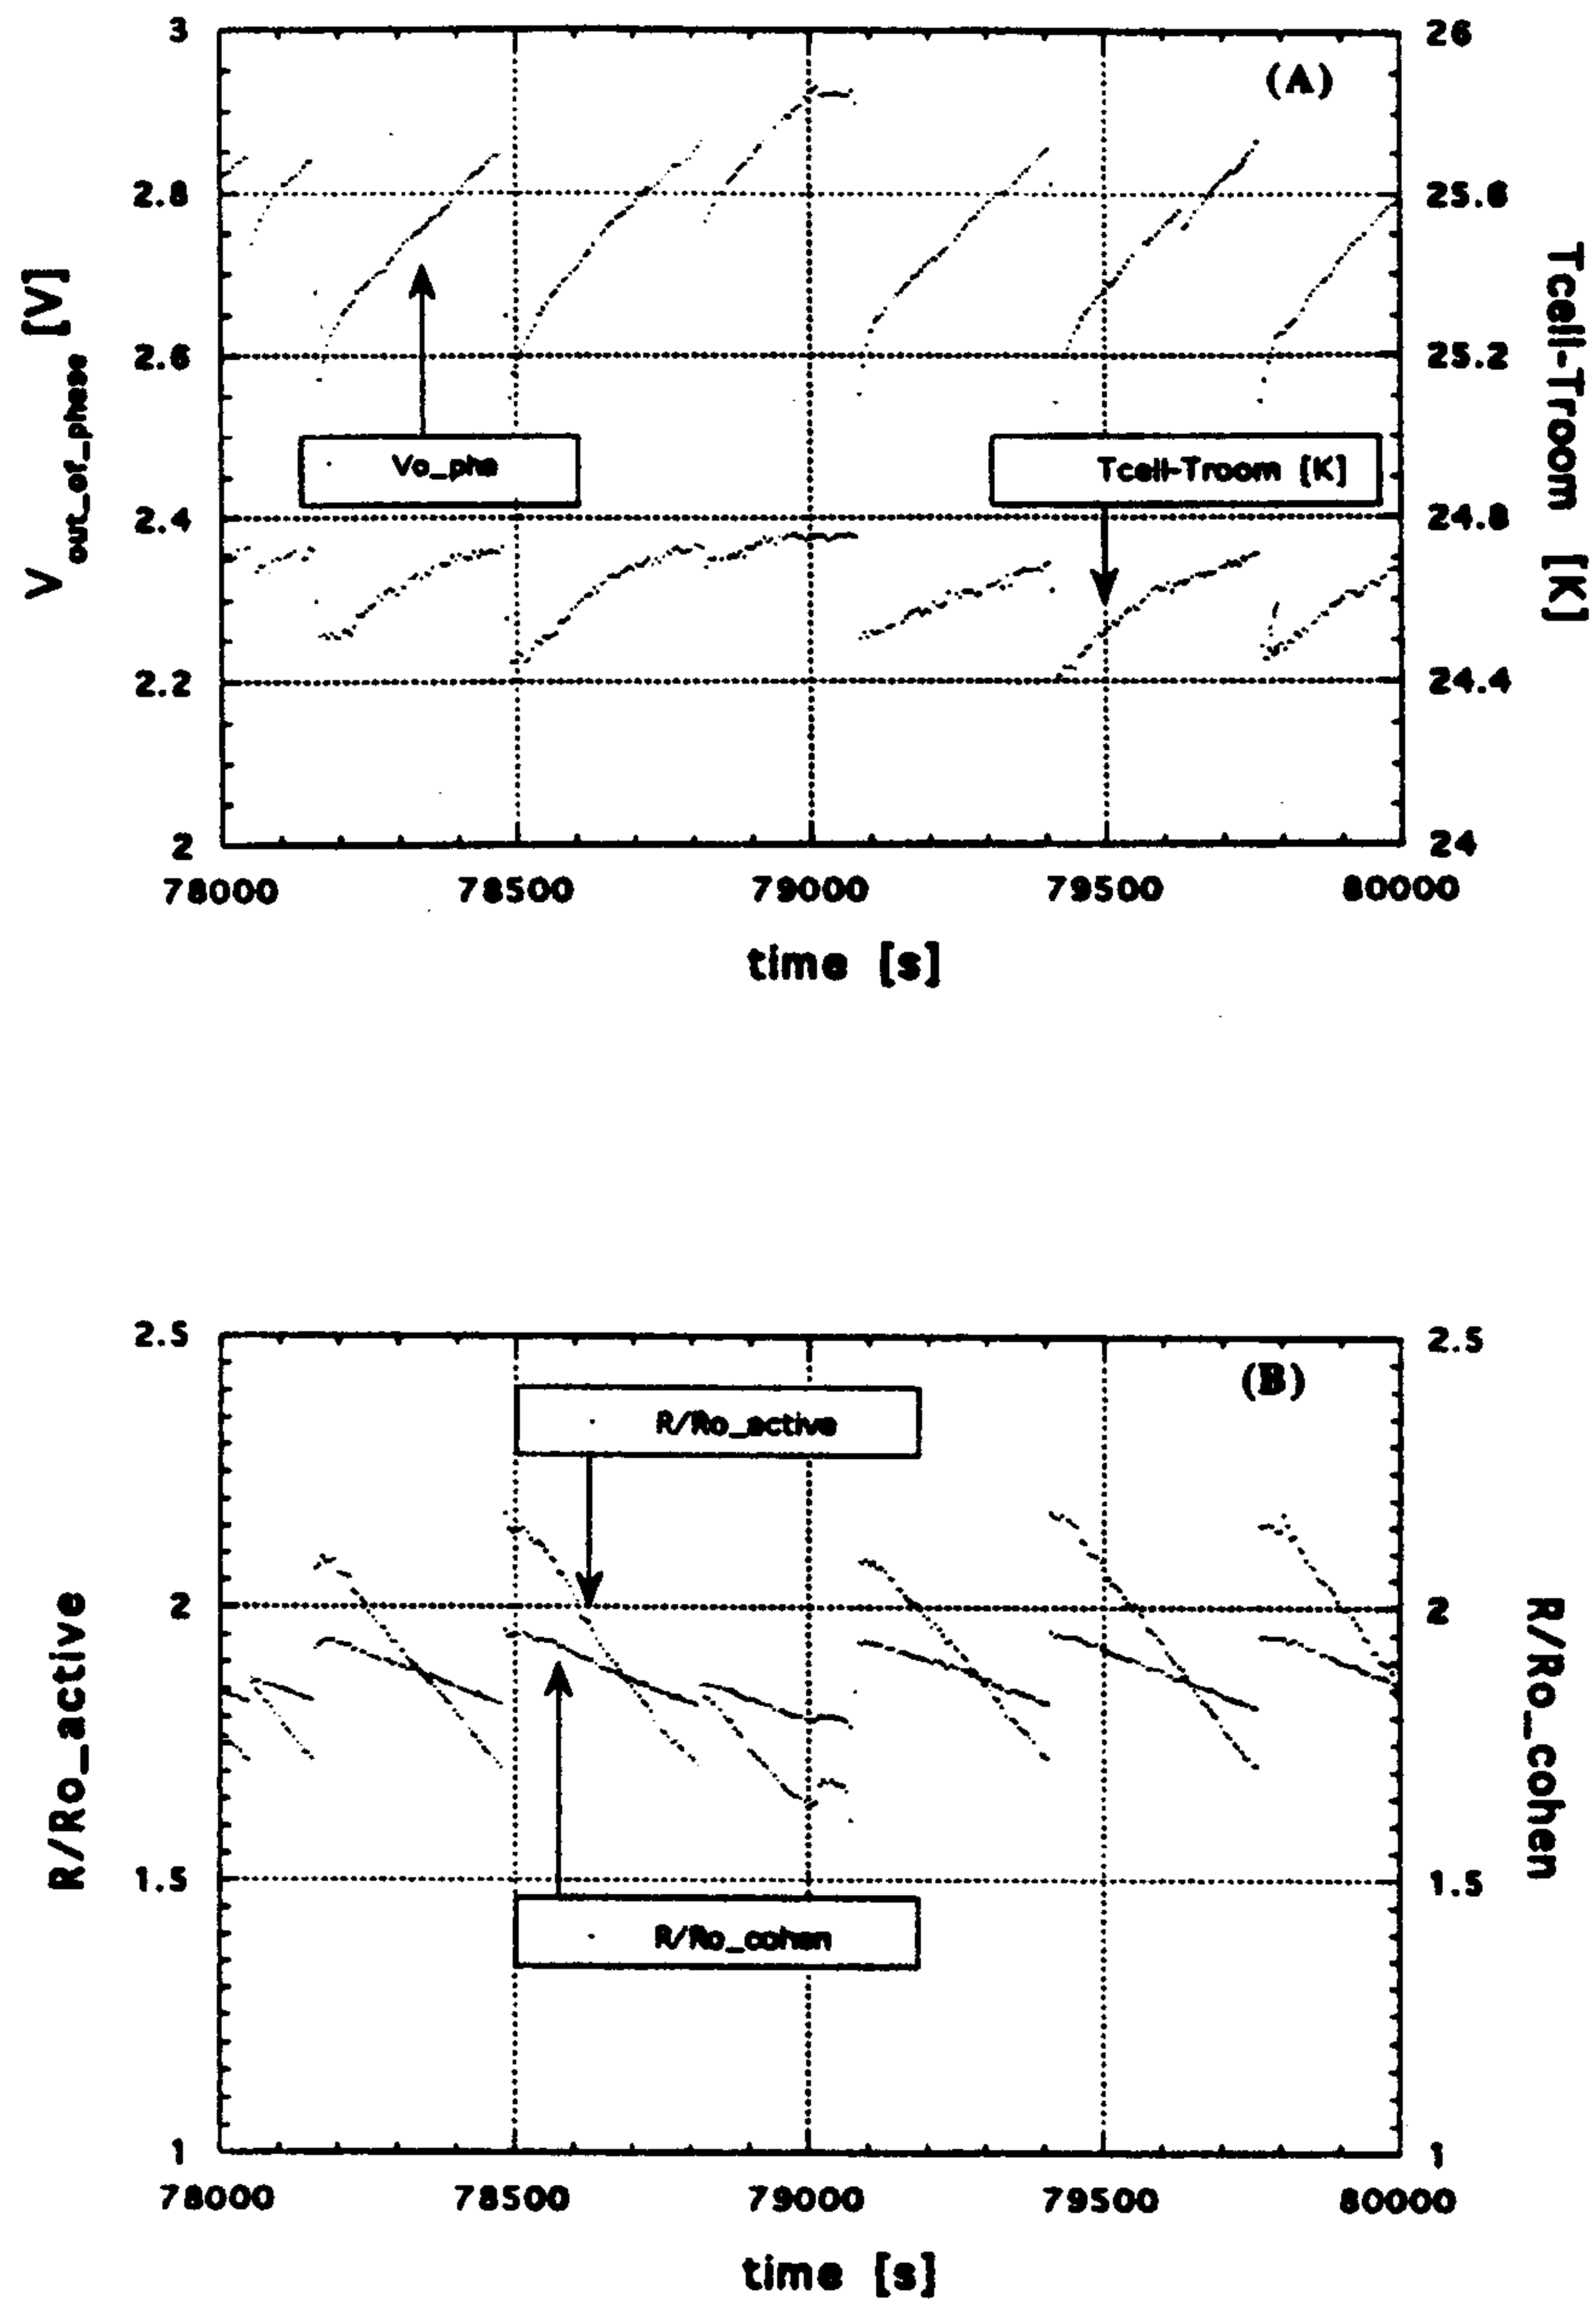 3
26
(A)
2.8
25.6
V_out_of_phase [V]
Tcell-Troom [K]
2.6
25.2
Vo_phe
Tcell-Troom [K]
2.4
24.8
2.2
24.4
2
24
78000 78500 79000 79500 80000
time [s]
2.5
2.5
(B)
R/Ro_active
R/Ro_active
R/Ro_cohen
2
2
1.5
1.5
R/Ro_cohen
1
1
78000 78500 79000 79500 80000
time [s]